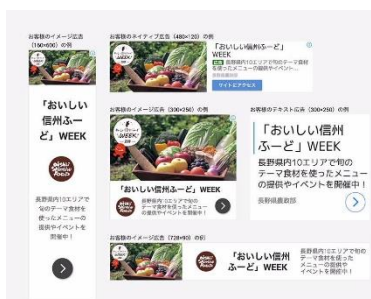 お客様のイメージ広告
(160×600) の例
「おいしい
信州ふー
ど」WEEK
長野県内10エリアで
旬のテーマ食材を
使ったメニューの
提供やイベントを
開催中！
お客様のネイティブ広告 (480×120) の例
「おいしい信州ふーど」
WEEK
広告 長野県内10エリアで旬のテーマ食材
を使ったメニューの提供やイベント...
長野県農政部
サイトにアクセス
お客様のイメージ広告 (300×250) の例
「おいしい信州ふーど」WEEK
長野県内10エリアで旬の
テーマ食材を使ったメニュー
の提供やイベントを開催中！
お客様のテキスト広告 (300×250) の例
「おいしい信州
ふーど」WEEK
長野県内10エリアで旬の
テーマ食材を使ったメニュー
の提供やイベントを開催中！
長野県農政部
お客様のイメージ広告 (728×90) の例
「おいしい信州
ふーど」WEEK
長野県内10エリアで旬の
テーマ食材を使った
メニューの提供や
イベントを開催中！